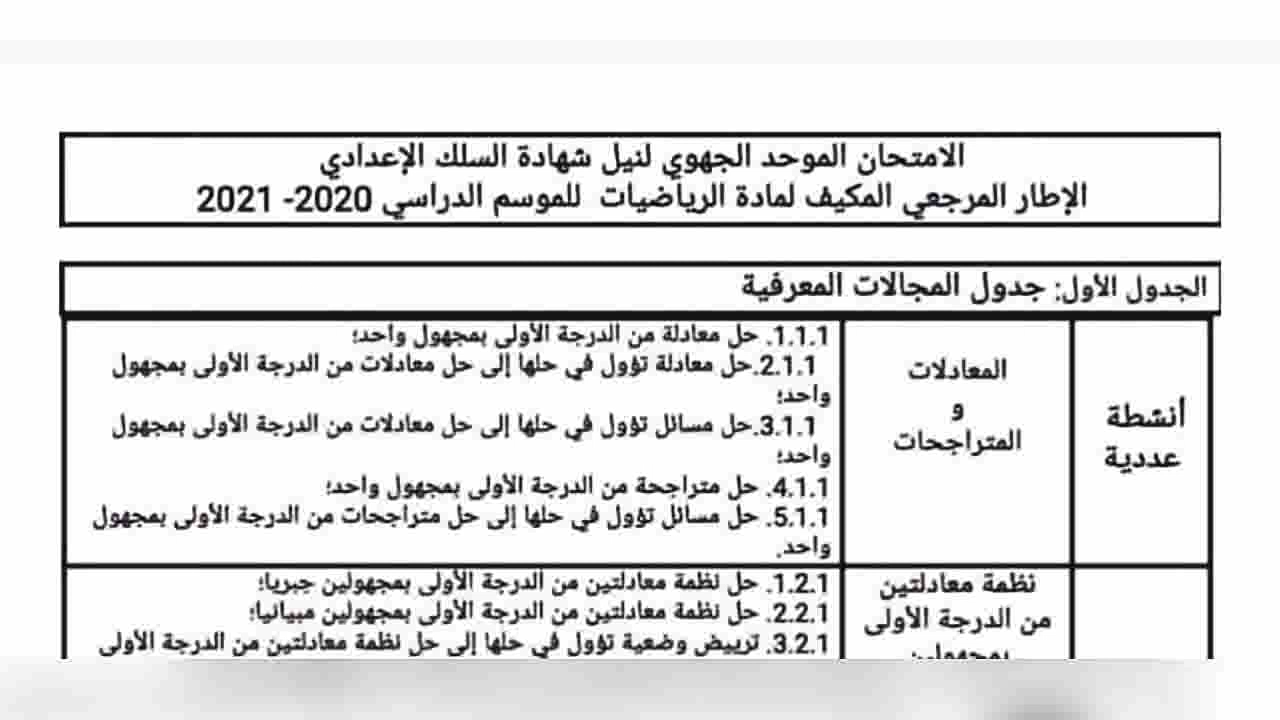 الامتحان الموحد الجهوي لنيل شهادة السلك الإعدادي
الإطار المرجعي المكيف لمادة الرياضيات للموسم الدراسي 2020- 2021
الجدول الأول: جدول المجالات المعرفية
أنشطة
عددية
المعادلات
و
المتراجحات
1.1.1. حل معادلة من الدرجة الأولى بمجهول واحد؛
2.1.1.حل معادلة تؤول في حلها إلى حل معادلات من الدرجة الأولى بمجهول
واحد؛
3.1.1.حل مسائل تؤول في حلها إلى حل معادلات من الدرجة الأولى بمجهول
واحد؛
4.1.1. حل متراجحة من الدرجة الأولى بمجهول واحد؛
5.1.1. حل مسائل تؤول في حلها إلى حل متراجحات من الدرجة الأولى بمجهول
واحد.
نظمة معادلتين
من الدرجة الأولى
بمجهولين
1.2.1. حل نظمة معادلتين من الدرجة الأولى بمجهولين جبريا؛
2.2.1. حل نظمة معادلتين من الدرجة الأولى بمجهولين مبيانيا؛
3.2.1. ترييض وضعية تؤول في حلها إلى حل نظمة معادلتين من الدرجة الأولى